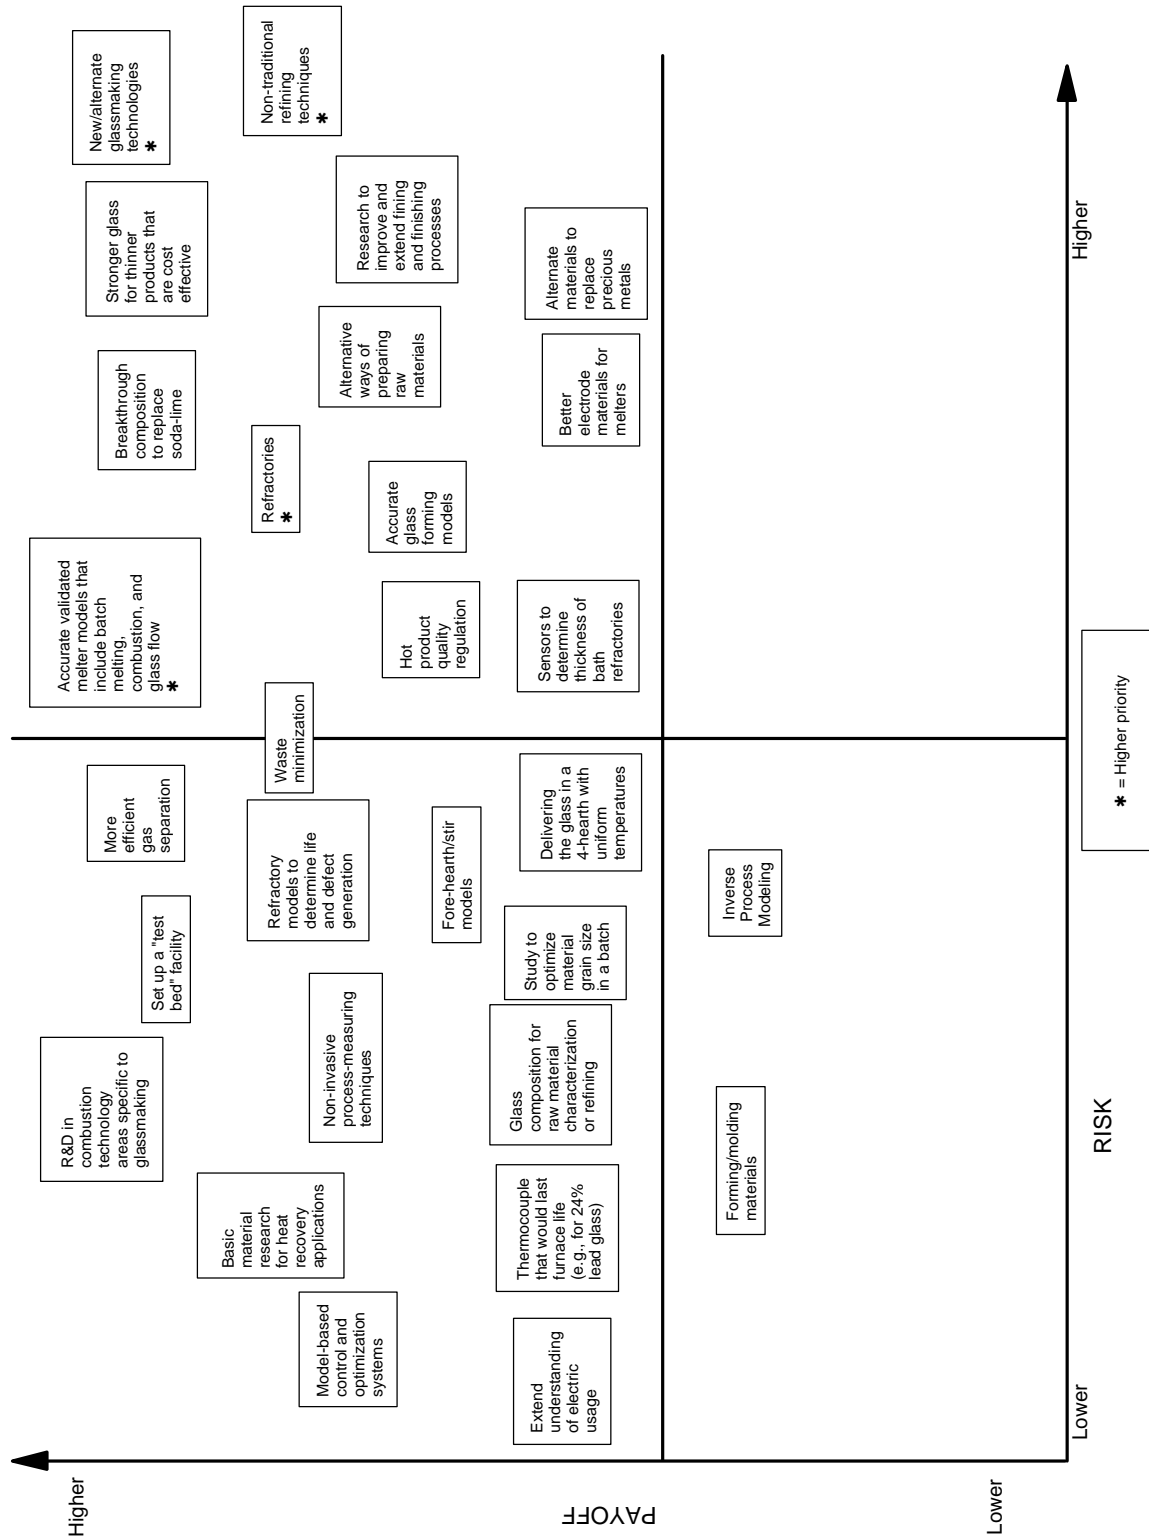 Higher
PAYOFF
Lower
R&D in
combustion
technology
areas specific to
glassmaking
Set up a "test
bed" facility
More
efficient
gas
separation
Accurate validated
melter models that
include batch
melting,
combustion, and
glass flow
*
Breakthrough
composition
to replace
soda-lime
Stronger glass
for thinner
products that
are cost
effective
New/alternate
glassmaking
technologies
*
Basic
material
research
for heat
recovery
applications
Model-based
control and
optimization
systems
Non-invasive
process-measuring
techniques
Refractory
models to
determine life
and defect
generation
Waste
minimization
Refractories
*
Non-traditional
refining
techniques
*
Alternative
ways of
preparing
raw
materials
Research to
improve and
extend fining
and finishing
processes
Fore-hearth/stir
models
Hot
product
quality
regulation
Accurate
glass
forming
models
Extend
understanding
of electric
usage
Thermocouple
that would last
furnace life
(e.g., for 24%
lead glass)
Glass
composition for
raw material
characterization
or refining
Study to
optimize
material
grain size
in a batch
Delivering
the glass in a
4-hearth with
uniform
temperatures
Sensors to
determine
thickness of
bath
refractories
Better
electrode
materials for
melters
Alternate
materials to
replace
precious
metals
Forming/molding
materials
Inverse
Process
Modeling
Lower
RISK
Higher
* = Higher priority